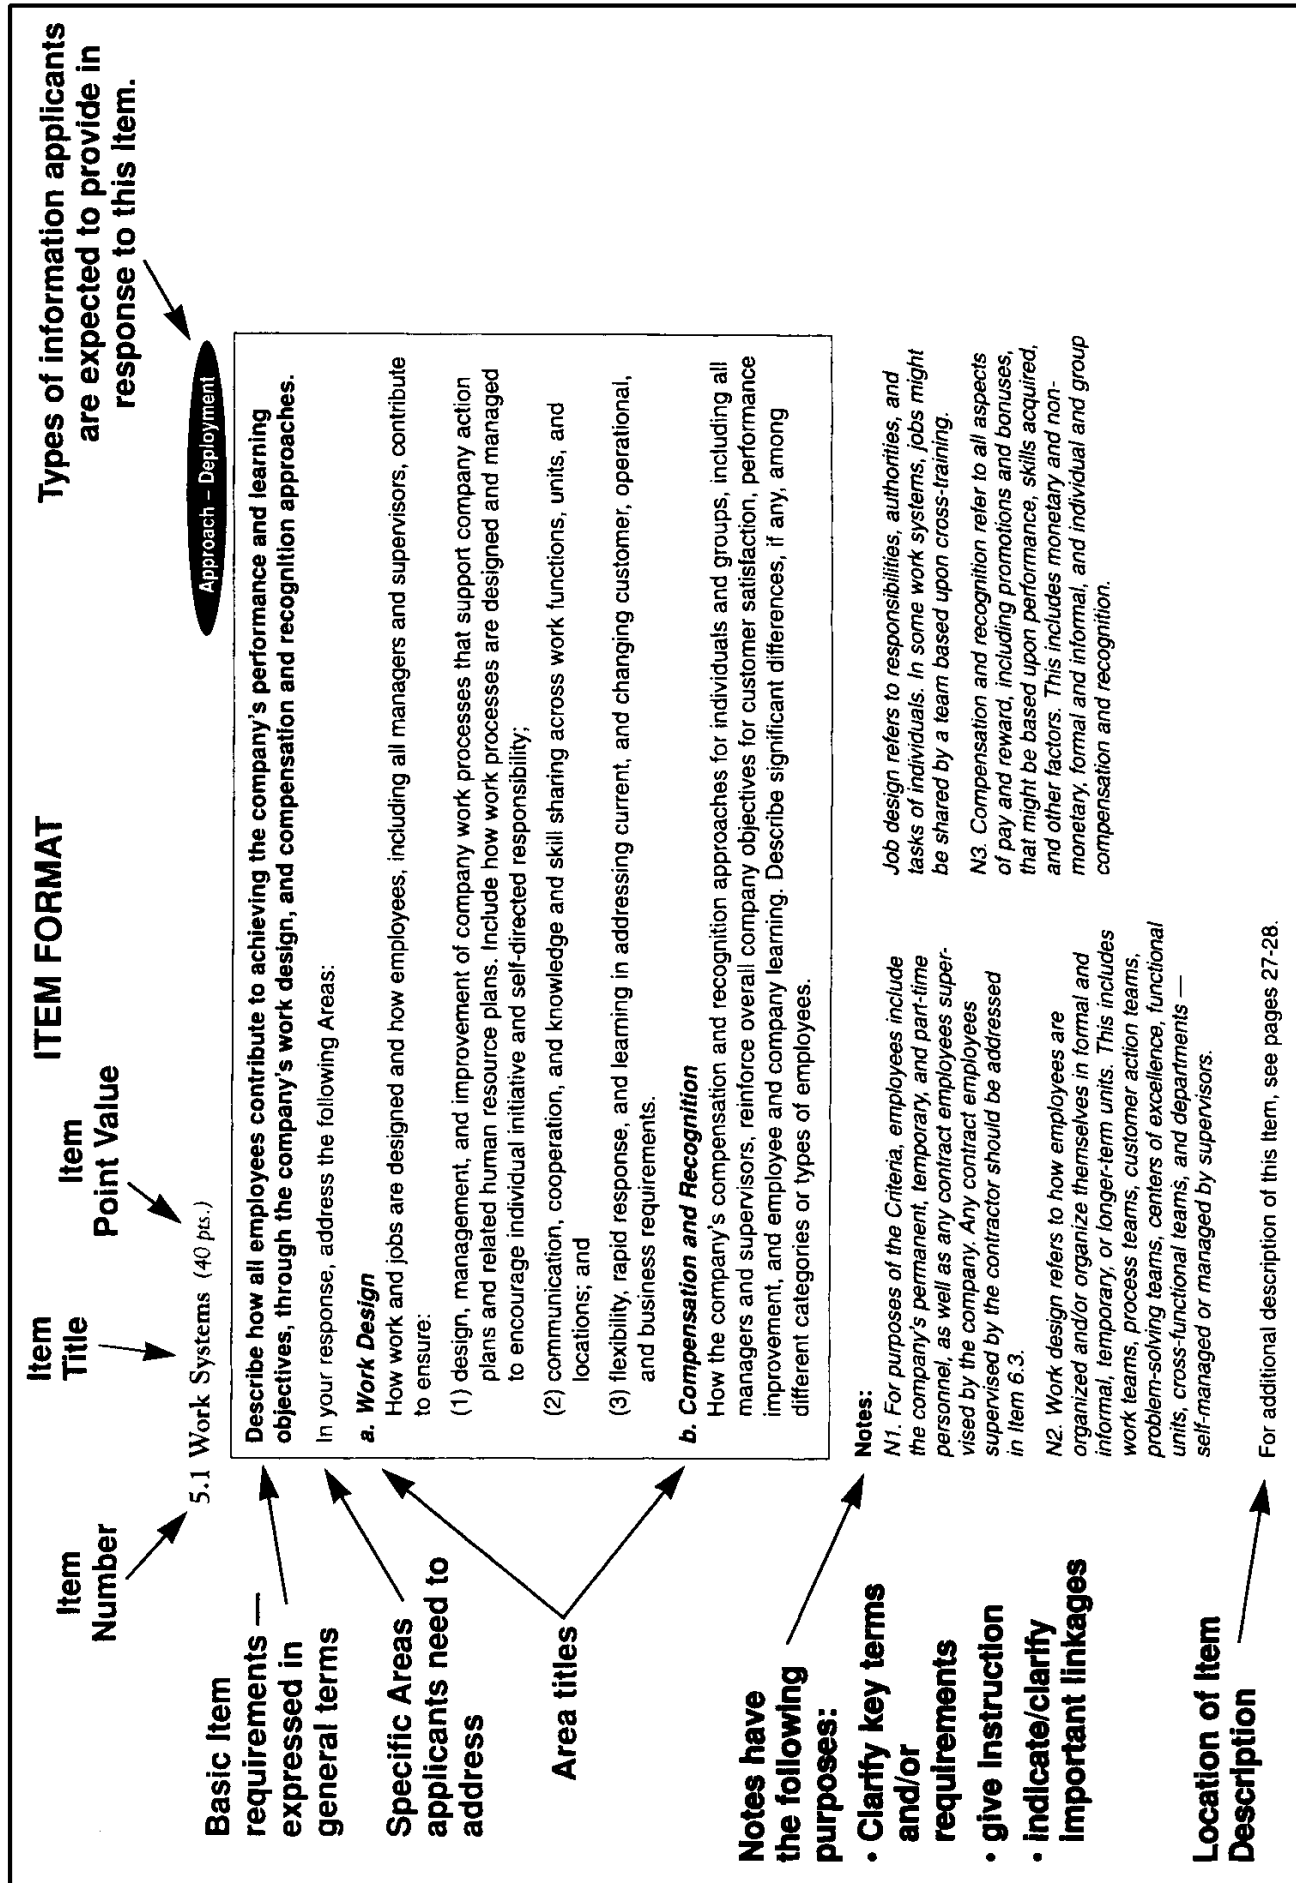 ITEM FORMAT
Item
Number
Item
Title
Item
Point Value
Types of information applicants
are expected to provide in
response to this Item.
5.1 Work Systems (40 pts.)
Approach – Deployment
Basic Item
requirements —
expressed in
general terms
Describe how all employees contribute to achieving the company's performance and learning
objectives, through the company's work design, and compensation and recognition approaches.
Specific Areas
applicants need to
address
In your response, address the following Areas:
Area titles
a. Work Design
How work and jobs are designed and how employees, including all managers and supervisors, contribute
to ensure:
(1) design, management, and improvement of company work processes that support company action
plans and related human resource plans. Include how work processes are designed and managed
to encourage individual initiative and self-directed responsibility;
(2) communication, cooperation, and knowledge and skill sharing across work functions, units, and
locations; and
(3) flexibility, rapid response, and learning in addressing current, and changing customer, operational,
and business requirements.
b. Compensation and Recognition
How the company's compensation and recognition approaches for individuals and groups, including all
managers and supervisors, reinforce overall company objectives for customer satisfaction, performance
improvement, and employee and company learning. Describe significant differences, if any, among
different categories or types of employees.
Notes have
the following
purposes:
• Clarify key terms
and/or
requirements
• give Instruction
• indicate/clarify
important linkages
Notes:
N1. For purposes of the Criteria, employees include
the company's permanent, temporary, and part-time
personnel, as well as any contract employees super-
vised by the company. Any contract employees
supervised by the contractor should be addressed
in Item 6.3.
N2. Work design refers to how employees are
organized and/or organize themselves in formal and
informal, temporary, or longer-term units. This includes
work teams, process teams, customer action teams,
problem-solving teams, centers of excellence, functional
units, cross-functional teams, and departments —
self-managed or managed by supervisors.
Job design refers to responsibilities, authorities, and
tasks of individuals. In some work systems, jobs might
be shared by a team based upon cross-training.
N3. Compensation and recognition refer to all aspects
of pay and reward, including promotions and bonuses,
that might be based upon performance, skills acquired,
and other factors. This includes monetary and non-
monetary, formal and informal, and individual and group
compensation and recognition.
Location of Item
Description
For additional description of this Item, see pages 27-28.